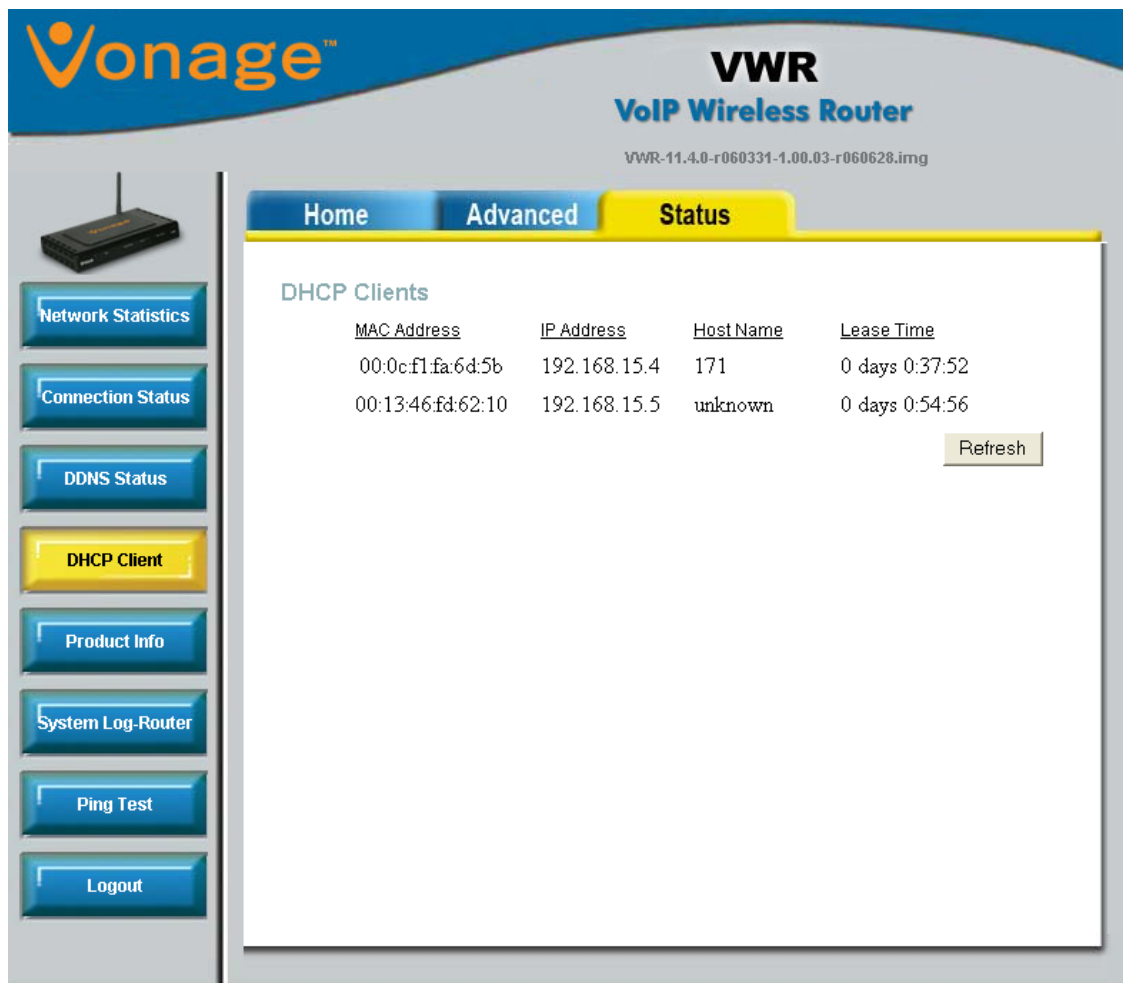 Vonage™
VWR
VoIP Wireless Router
VWR-11.4.0-r060331-1.00.03-r060628.img
Home Advanced Status
Network Statistics
Connection Status
DDNS Status
DHCP Client
Product Info
System Log-Router
Ping Test
Logout
DHCP Clients
MAC Address IP Address Host Name Lease Time
00:0c:f1:fa:6d:5b 192.168.15.4 171 0 days 0:37:52
00:13:46:fd:62:10 192.168.15.5 unknown 0 days 0:54:56
Refresh